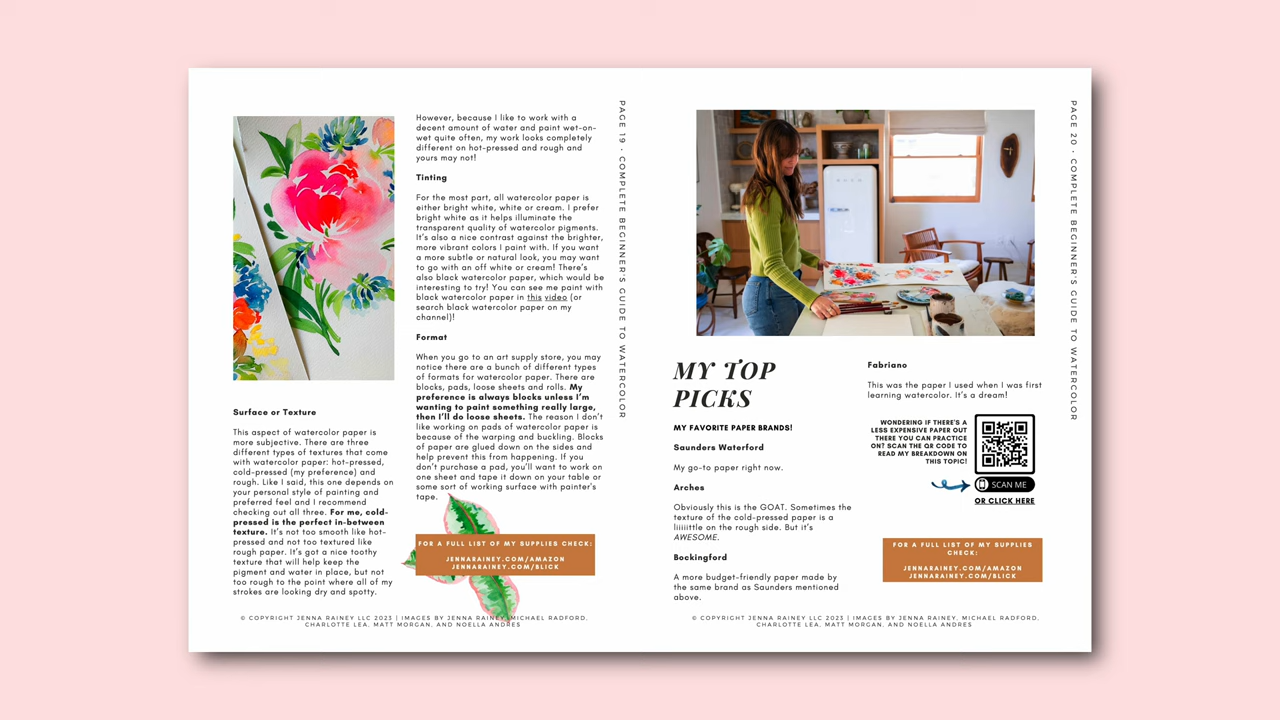 Surface or Texture
This aspect of watercolor paper is
more subjective. There are three
different types of textures that come
with watercolor paper: hot-pressed,
cold-pressed (my preference) and
rough. Like I said, this one depends on
your personal style of painting and
preferred feel and I recommend
checking out all three. For me, cold-
pressed is the perfect in-between
texture. It's not too smooth like hot-
pressed and not too textured like
rough paper. It's got a nice toothy
texture that will help keep the
pigment and water in place, but not
too rough to the point where all of my
strokes are looking dry and spotty.
However, because I like to work with a
decent amount of water and paint wet-on-
wet quite often, my work looks completely
different on hot-pressed and rough and
yours may not!
Tinting
For the most part, all watercolor paper is
either bright white, white or cream. I prefer
bright white as it helps illuminate the
transparent quality of watercolor pigments.
It's also a nice contrast against the brighter,
more vibrant colors I paint with. If you want
a more subtle or natural look, you may want
to go with an off white or cream! There's
also black watercolor paper, which would be
interesting to try! You can see me paint with
black watercolor paper in this video (or
search black watercolor paper on my
channel)!
Format
When you go to an art supply store, you may
notice there are a bunch of different types
of formats for watercolor paper. There are
blocks, pads, loose sheets and rolls. My
preference is always blocks unless I'm
wanting to paint something really large,
then I'll do loose sheets. The reason I don't
like working on pads of watercolor paper is
because of the warping and buckling. Blocks
of paper are glued down on the sides and
help prevent this from happening. If you
don't purchase a pad, you'll want to work on
one sheet and tape it down on your table or
some sort of working surface with painter's
tape.
FOR A FULL LIST OF MY SUPPLIES CHECK:
JENNARAINEY.COM/AMAZON
JENNARAINEY.COM/BLICK
© COPYRIGHT JENNA RAINEY LLC 2023 | IMAGES BY JENNA RAINEY, MICHAEL RADFORD,
CHARLOTTE LEA, MATT MORGAN, AND NOELLA ANDRES
PAGE 19 · COMPLETE BEGINNER'S GUIDE TO WATERCOLOR
MY TOP
PICKS
MY FAVORITE PAPER BRANDS!
Saunders Waterford
My go-to paper right now.
Arches
Obviously this is the GOAT. Sometimes the
texture of the cold-pressed paper is a
liiiiittle on the rough side. But it's
AWESOME.
Bockingford
A more budget-friendly paper made by
the same brand as Saunders mentioned
above.
Fabriano
This was the paper I used when I was first
learning watercolor. It's a dream!
WONDERING IF THERE'S A
LESS EXPENSIVE PAPER OUT
THERE YOU CAN PRACTICE
ON? SCAN THE QR CODE TO
READ MY BREAKDOWN ON
THIS TOPIC!
SCAN ME
OR CLICK HERE
FOR A FULL LIST OF MY SUPPLIES
CHECK:
JENNARAINEY.COM/AMAZON
JENNARAINEY.COM/BLICK
© COPYRIGHT JENNA RAINEY LLC 2023 | IMAGES BY JENNA RAINEY, MICHAEL RADFORD,
CHARLOTTE LEA, MATT MORGAN, AND NOELLA ANDRES
PAGE 20 · COMPLETE BEGINNER'S GUIDE TO WATERCOLOR